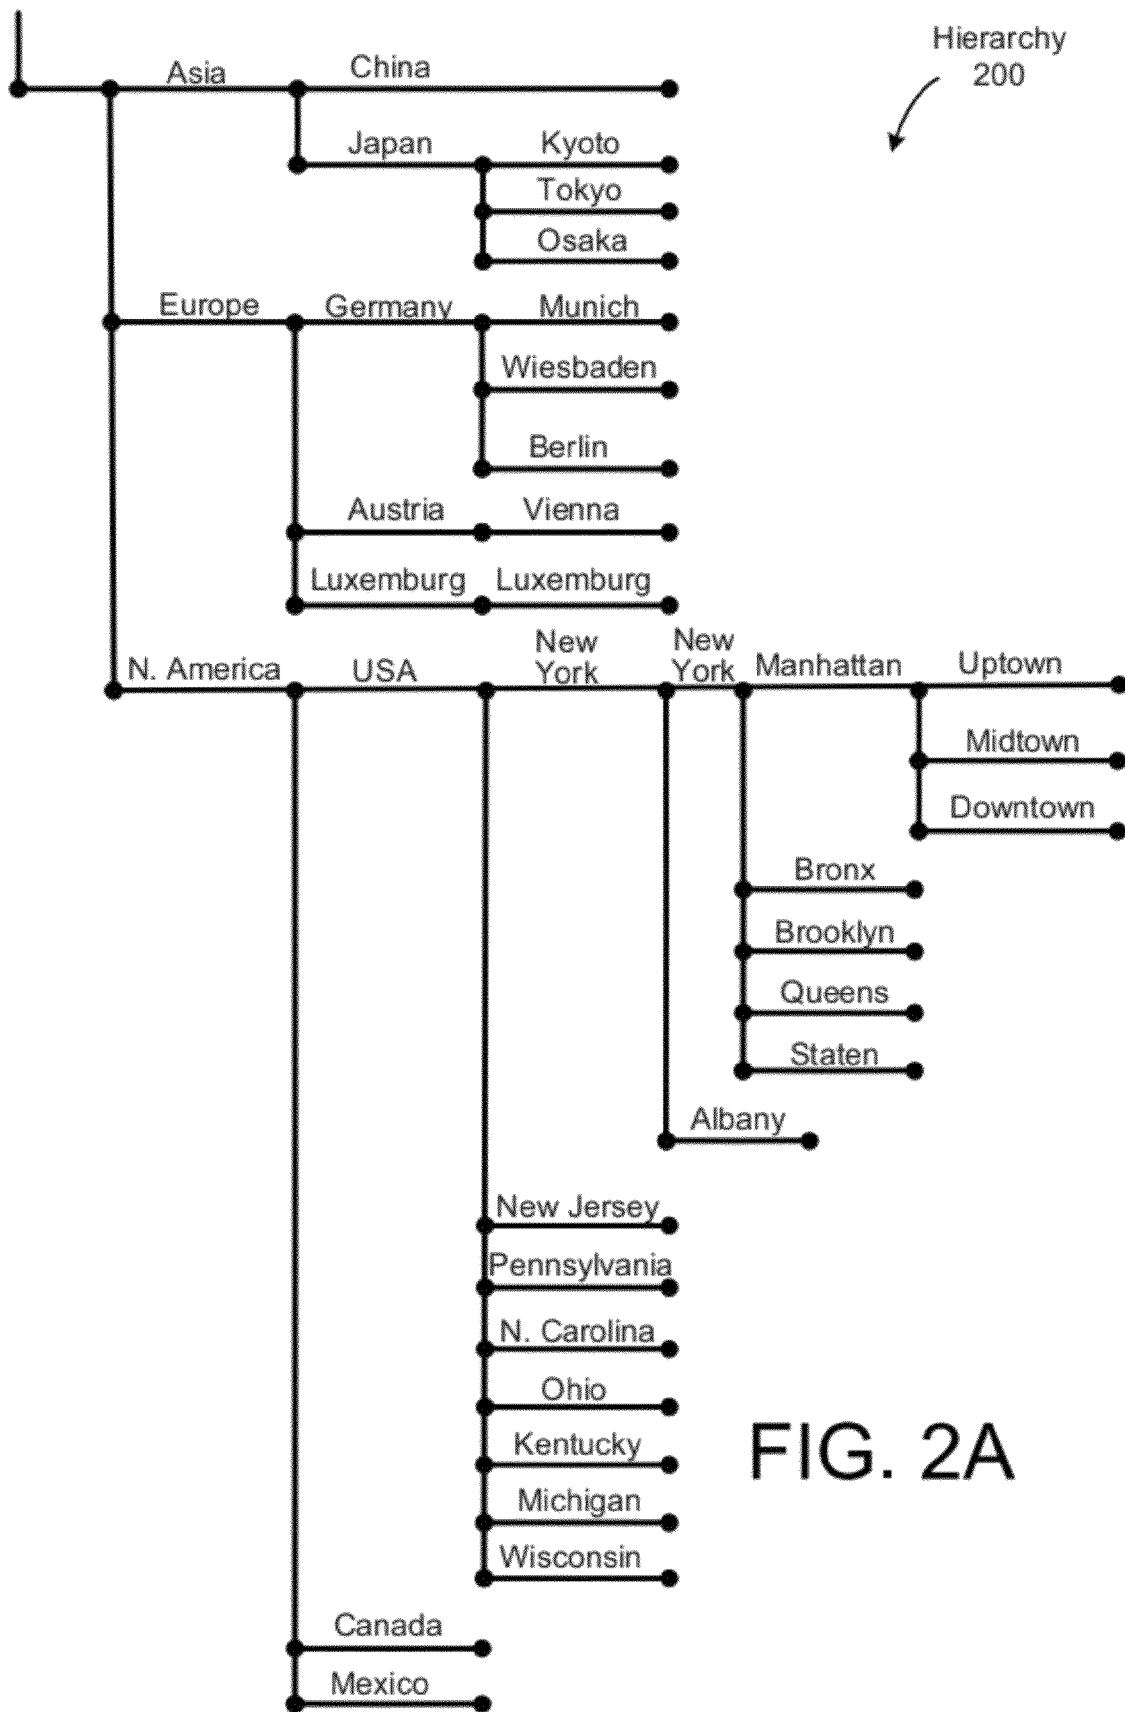 Hierarchy
200
Asia
China
Japan
Kyoto
Tokyo
Osaka
Europe
Germany
Munich
Wiesbaden
Berlin
Austria
Vienna
Luxemburg
Luxemburg
N. America
USA
New
York
New
York
Manhattan
Uptown
Midtown
Downtown
Bronx
Brooklyn
Queens
Staten
Albany
New Jersey
Pennsylvania
N. Carolina
Ohio
Kentucky
Michigan
Wisconsin
Canada
Mexico
FIG. 2A